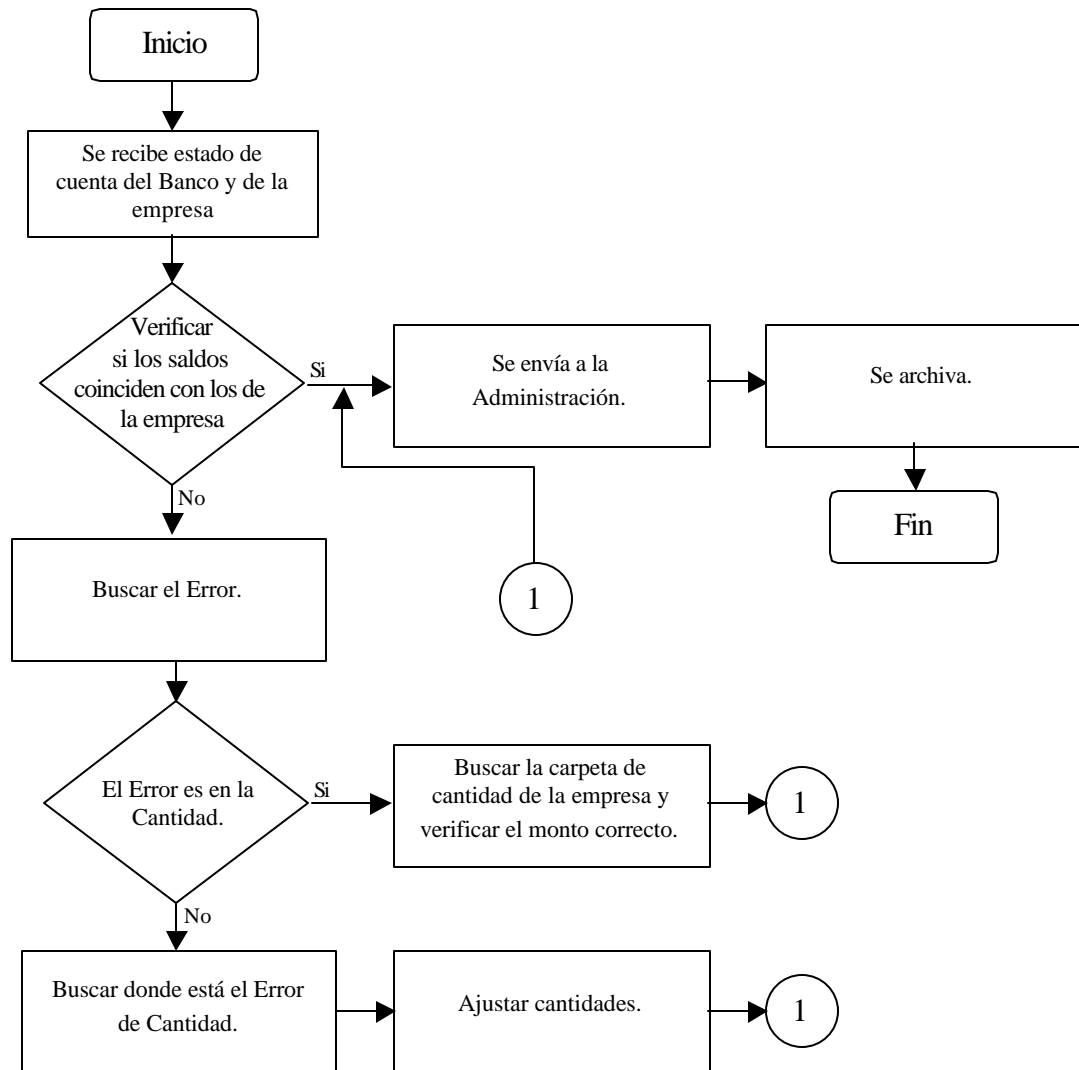 Inicio
Se recibe estado de
cuenta del Banco y de la
empresa
Verificar
si los saldos
coinciden con los de
la empresa
Si
Se envía a la
Administración.
Se archiva.
No
Fin
Buscar el Error.
1
El Error es en la
Cantidad.
Si
Buscar la carpeta de
cantidad de la empresa y
verificar el monto correcto.
1
No
Buscar donde está el Error
de Cantidad.
Ajustar cantidades.
1